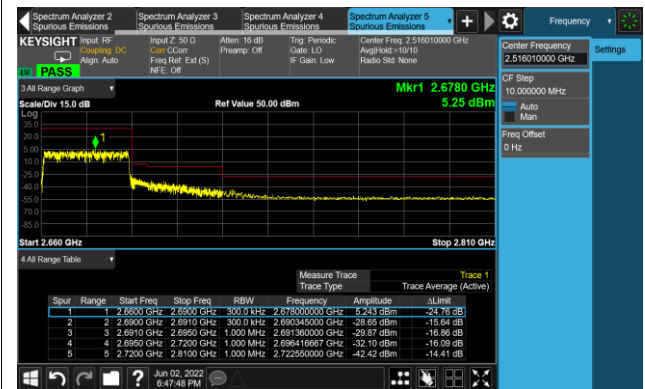 Spectrum Analyzer 2
Spurious Emissions
Spectrum Analyzer 3
Spurious Emissions
Spectrum Analyzer 4
Spurious Emissions
Spectrum Analyzer 5
Spurious Emissions
Frequency
KEYSIGHT
Input: RF
Coupling: DC
Align: Auto
Input Z: 50 Ω
Corr CCorr
Freq Ref: Ext (S)
NFE: Off
Atten: 16 dB
Preamp: Off
Trig: Periodic
Gate: LO
IF Gain: Low
Center Freq: 2.516010000 GHz
Avg|Hold:>10/10
Radio Std: None
PASS
Center Frequency
2.516010000 GHz
Settings
CF Step
10.000000 MHz
Auto
Man
Freq Offset
0 Hz
3 All Range Graph
Mkr1 2.6780 GHz
5.25 dBm
Scale/Div 15.0 dB
Ref Value 50.00 dBm
Log
35.0
20.0
5.00
-10.0
-25.0
-40.0
-55.0
-70.0
-85.0
1
Start 2.660 GHz
Stop 2.810 GHz
4 All Range Table
Measure Trace Trace 1
Trace Type Trace Average (Active)
Spur Range Start Freq Stop Freq RBW Frequency Amplitude ΔLimit
1 1 2.6600 GHz 2.6900 GHz 300.0 kHz 2.678000000 GHz 5.243 dBm -24.76 dB
2 2 2.6900 GHz 2.6910 GHz 300.0 kHz 2.690345000 GHz -28.65 dBm -15.64 dB
3 3 2.6910 GHz 2.6950 GHz 1.000 MHz 2.691360000 GHz -29.87 dBm -16.86 dB
4 4 2.6950 GHz 2.7200 GHz 1.000 MHz 2.696416667 GHz -32.10 dBm -16.09 dB
5 5 2.7200 GHz 2.8100 GHz 1.000 MHz 2.722550000 GHz -42.42 dBm -14.41 dB
Jun 02, 2022
6:47:48 PM